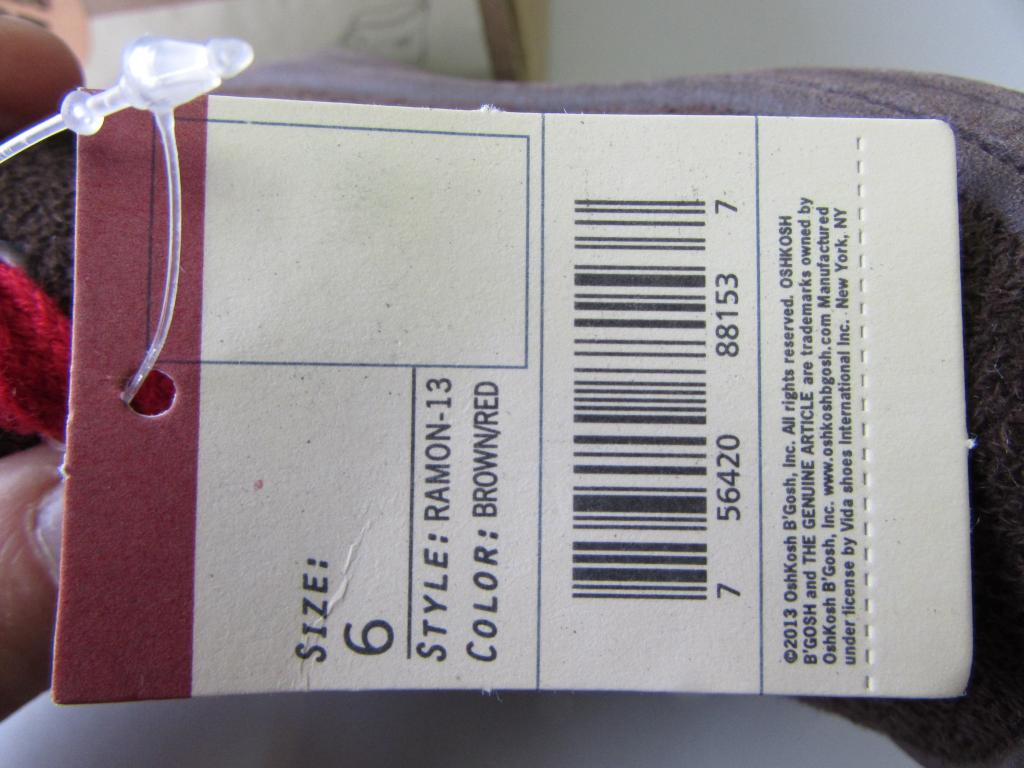 SIZE:
6
STYLE: RAMON-13
COLOR: BROWN/RED
7 56420 88153 7
©2013 OshKosh B'Gosh, Inc. All rights reserved. OSHKOSH
B'GOSH and THE GENUINE ARTICLE are trademarks owned by
OshKosh B'Gosh, Inc. www.oshkoshbgosh.com Manufactured
under license by Vida shoes International Inc. New York, NY